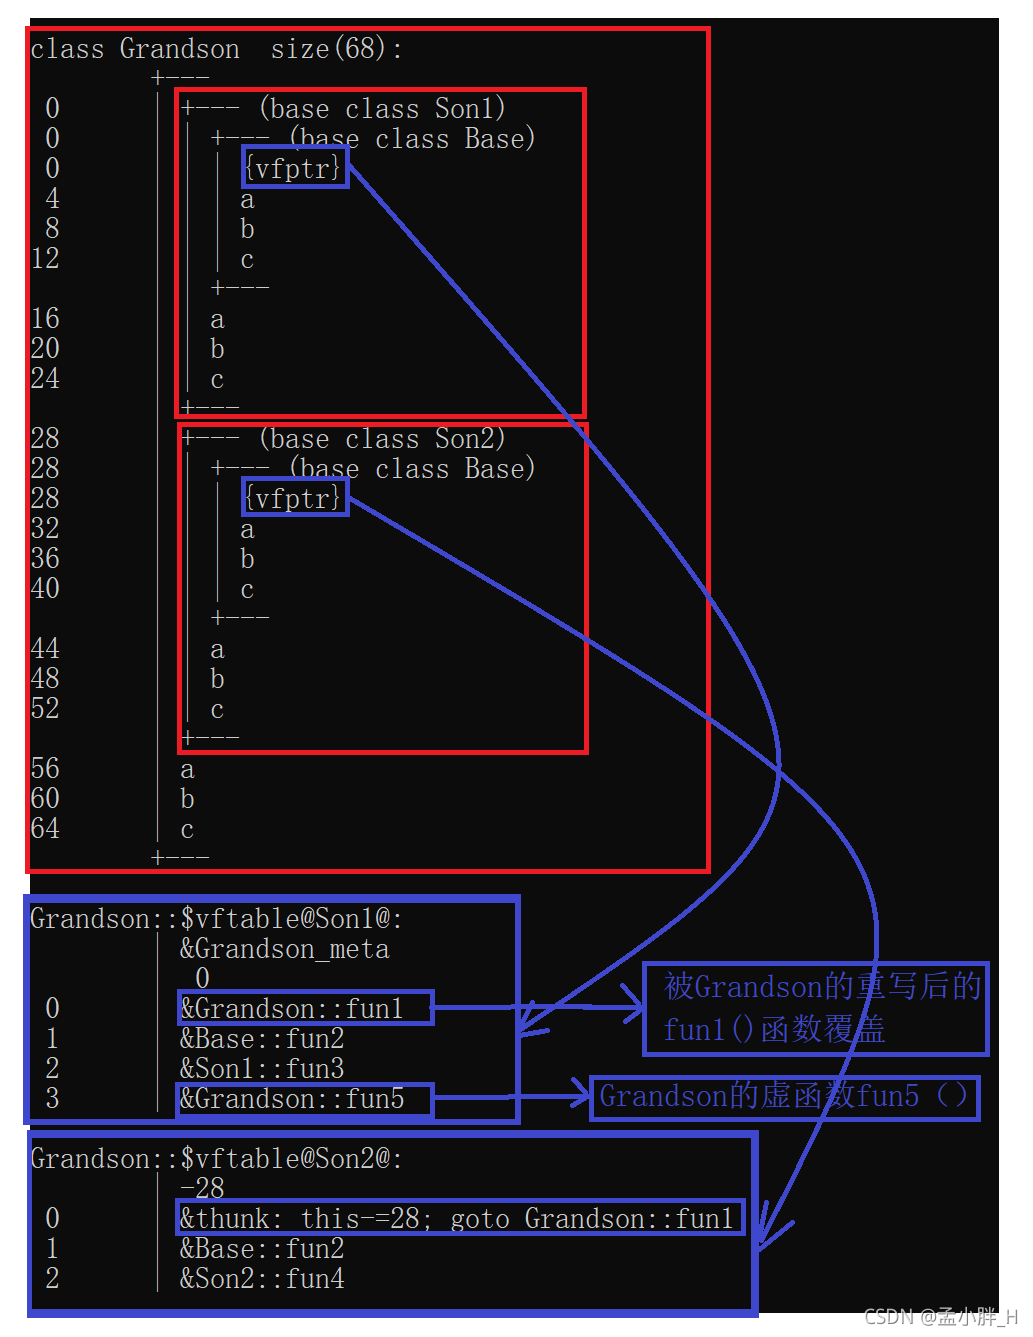 class Grandson  size(68):
+---
0 | +--- (base class Son1)
0 | | +--- (base class Base)
0 | | | {vfptr}
4 | | | a
8 | | | b
12 | | | c
| | +---
16 | | a
20 | | b
24 | | c
| +---
28 | +--- (base class Son2)
28 | | +--- (base class Base)
28 | | | {vfptr}
32 | | | a
36 | | | b
40 | | | c
| | +---
44 | | a
48 | | b
52 | | c
| +---
56 | a
60 | b
64 | c
+---
Grandson::$vftable@Son1@:
| &Grandson_meta
| 0
0 | &Grandson::fun1
1 | &Base::fun2
2 | &Son1::fun3
3 | &Grandson::fun5
被Grandson的重写后的
fun1()函数覆盖
Grandson的虚函数fun5（）
Grandson::$vftable@Son2@:
| -28
0 | &thunk: this-=28; goto Grandson::fun1
1 | &Base::fun2
2 | &Son2::fun4
CSDN @孟小胖_H